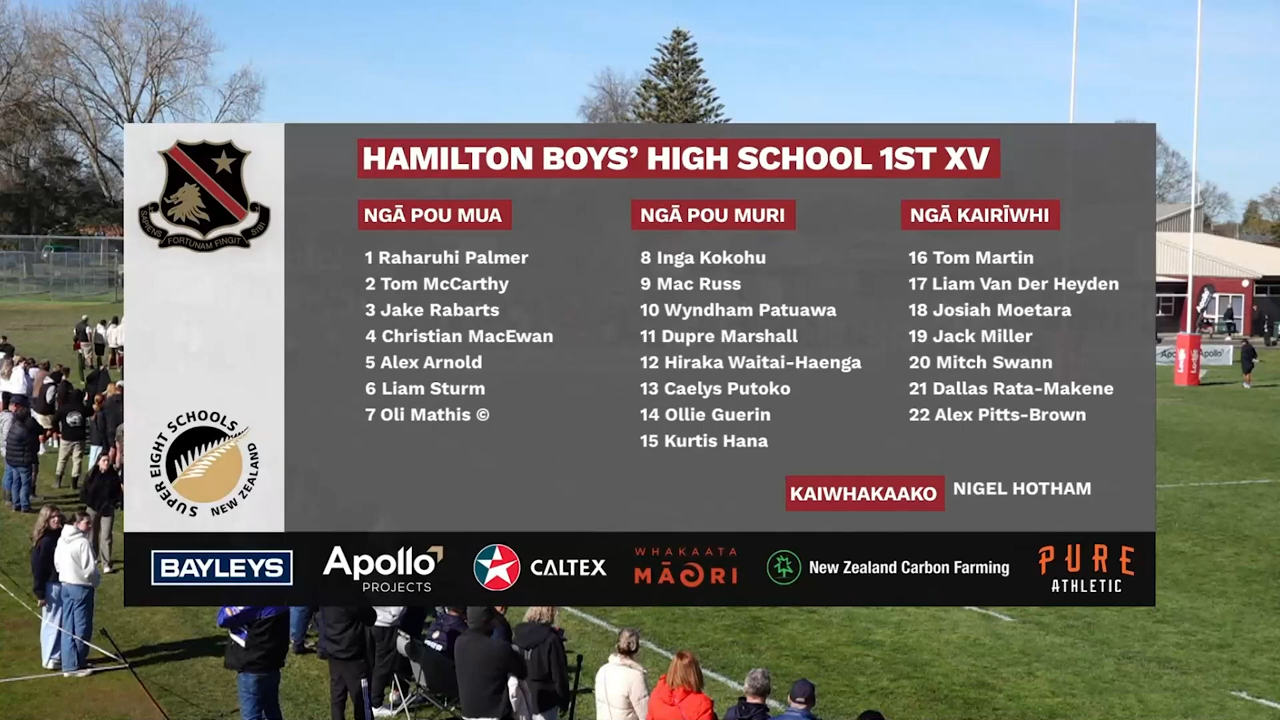 HAMILTON BOYS' HIGH SCHOOL 1ST XV
SAPIENS FORTUNAM FINGIT SIBI
SUPER EIGHT SCHOOLS
NEW ZEALAND
NGĀ POU MUA
1 Raharuhi Palmer
2 Tom McCarthy
3 Jake Rabarts
4 Christian MacEwan
5 Alex Arnold
6 Liam Sturm
7 Oli Mathis ©
NGĀ POU MURI
8 Inga Kokohu
9 Mac Russ
10 Wyndham Patuawa
11 Dupre Marshall
12 Hiraka Waitai-Haenga
13 Caelys Putoko
14 Ollie Guerin
15 Kurtis Hana
NGĀ KAIRĪWHI
16 Tom Martin
17 Liam Van Der Heyden
18 Josiah Moetara
19 Jack Miller
20 Mitch Swann
21 Dallas Rata-Makene
22 Alex Pitts-Brown
KAIWHAKAAKO NIGEL HOTHAM
BAYLEYS
Apollo
PROJECTS
CALTEX
WHAKAATA
MĀORI
New Zealand Carbon Farming
PURE
ATHLETIC
Apollo